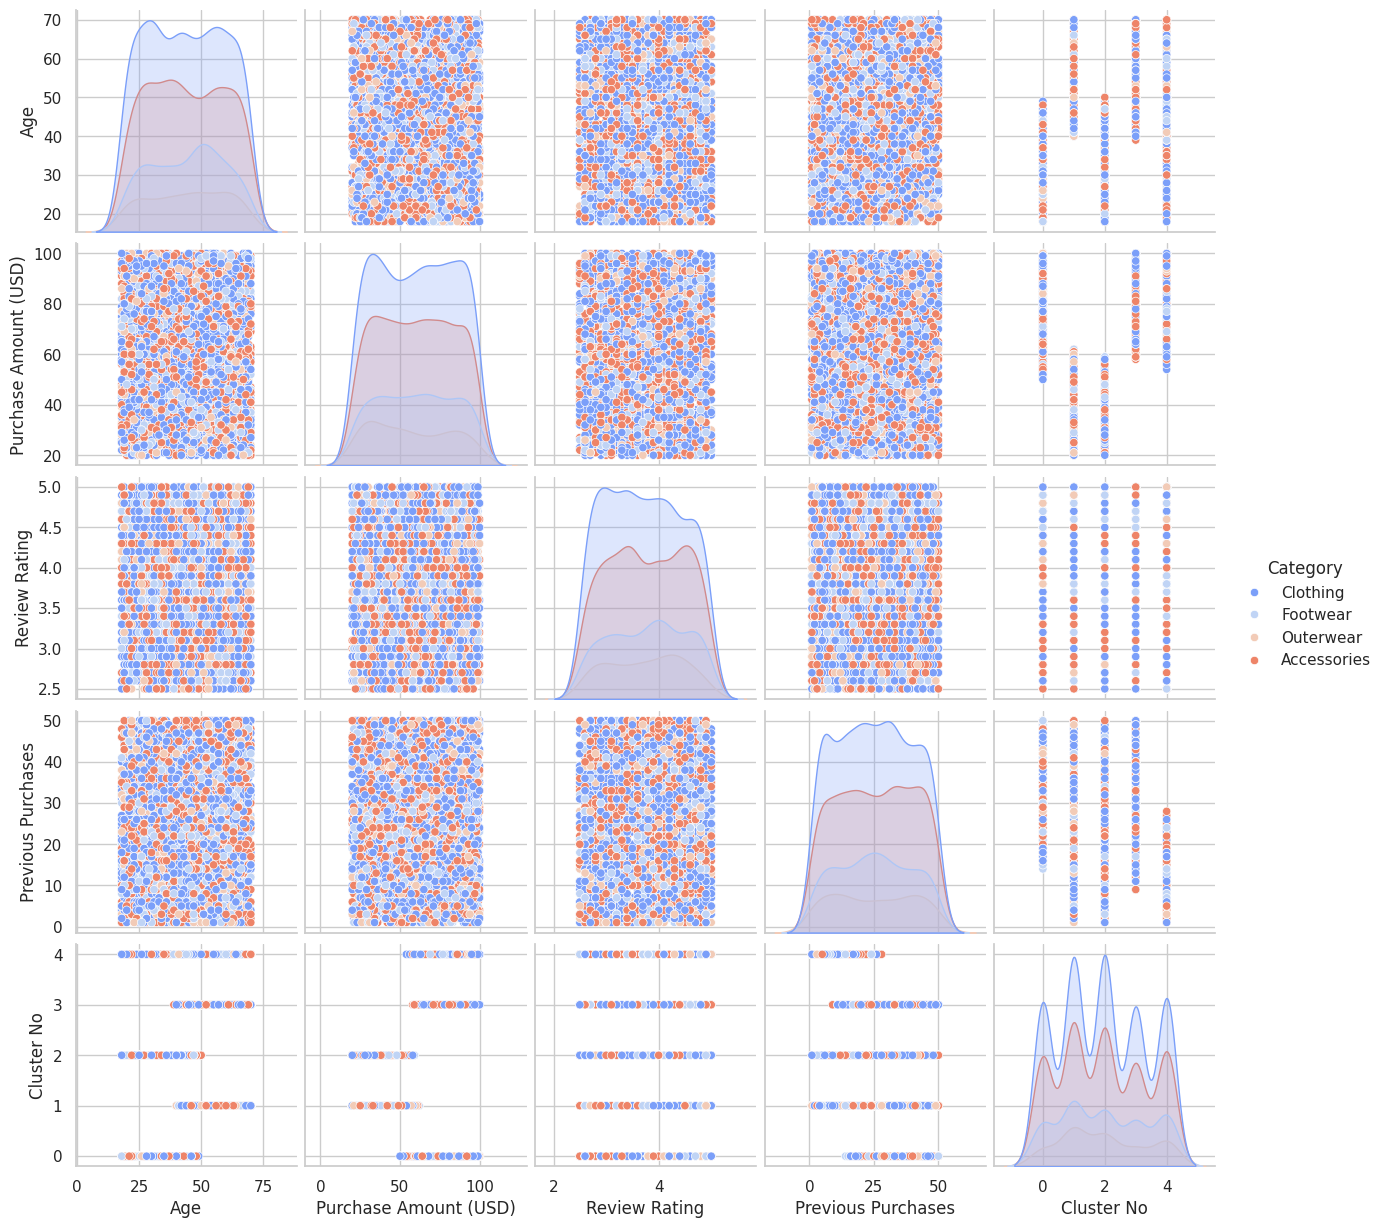 70
60
50
40
30
20
Age
100
80
60
40
20
Purchase Amount (USD)
5.0
4.5
4.0
3.5
3.0
2.5
Review Rating
Category
Clothing
Footwear
Outerwear
Accessories
50
40
30
20
10
0
Previous Purchases
4
3
2
1
0
Cluster No
0 25 50 75
0 50 100
2 4
0 25 50
0 2 4
Age
Purchase Amount (USD)
Review Rating
Previous Purchases
Cluster No